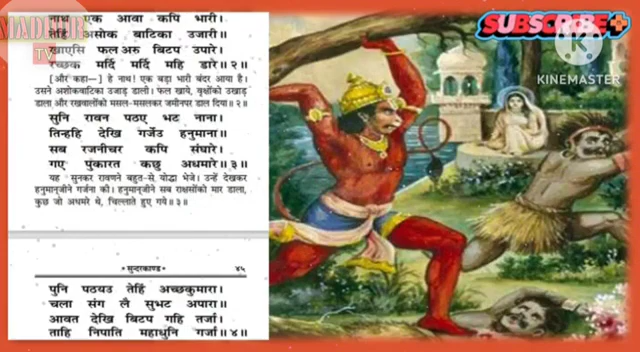 MADHUR
TV
नाथ एक आवा कपि भारी।
तेहिं असोक बाटिका उजारी॥
खाएसि फल अरु बिटप उपारे।
रच्छक मर्दि मर्दि महि डारे॥२॥
[और कहा—] हे नाथ! एक बड़ा भारी बंदर आया है।
उसने अशोकवाटिका उजाड़ डाली। फल खाये, वृक्षोंको उखाड़
डाला और रखवालोंको मसल-मसलकर जमीनपर डाल दिया॥२॥
सुनि रावन पठए भट नाना।
तिन्हहि देखि गर्जेउ हनुमाना॥
सब रजनीचर कपि संघारे।
गए पुकारत कछु अधमारे॥३॥
यह सुनकर रावणने बहुत-से योद्धा भेजे। उन्हें देखकर
हनुमान्‌जीने गर्जना की। हनुमान्‌जीने सब राक्षसोंको मार डाला,
कुछ जो अधमरे थे, चिल्लाते हुए गये॥३॥
* सुन्दरकाण्ड * ४५
पुनि पठयउ तेहिं अच्छकुमारा।
चला संग लै सुभट अपारा॥
आवत देखि बिटप गहि तर्जा।
ताहि निपाति महाधुनि गर्जा॥४॥
SUBSCRIBE
KINEMASTER